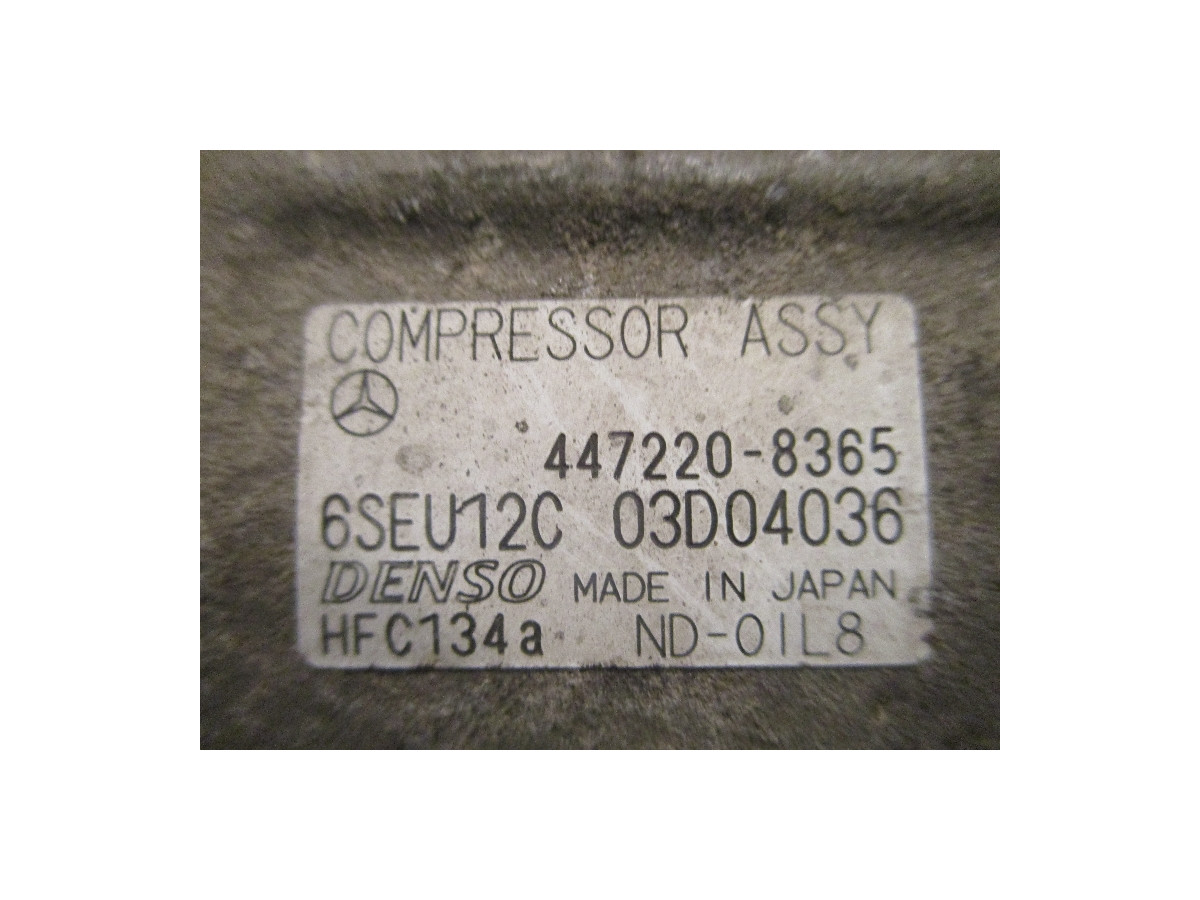 COMPRESSOR ASSY
447220-8365
6SEU12C 03D04036
DENSO MADE IN JAPAN
HFC134a ND-OIL8